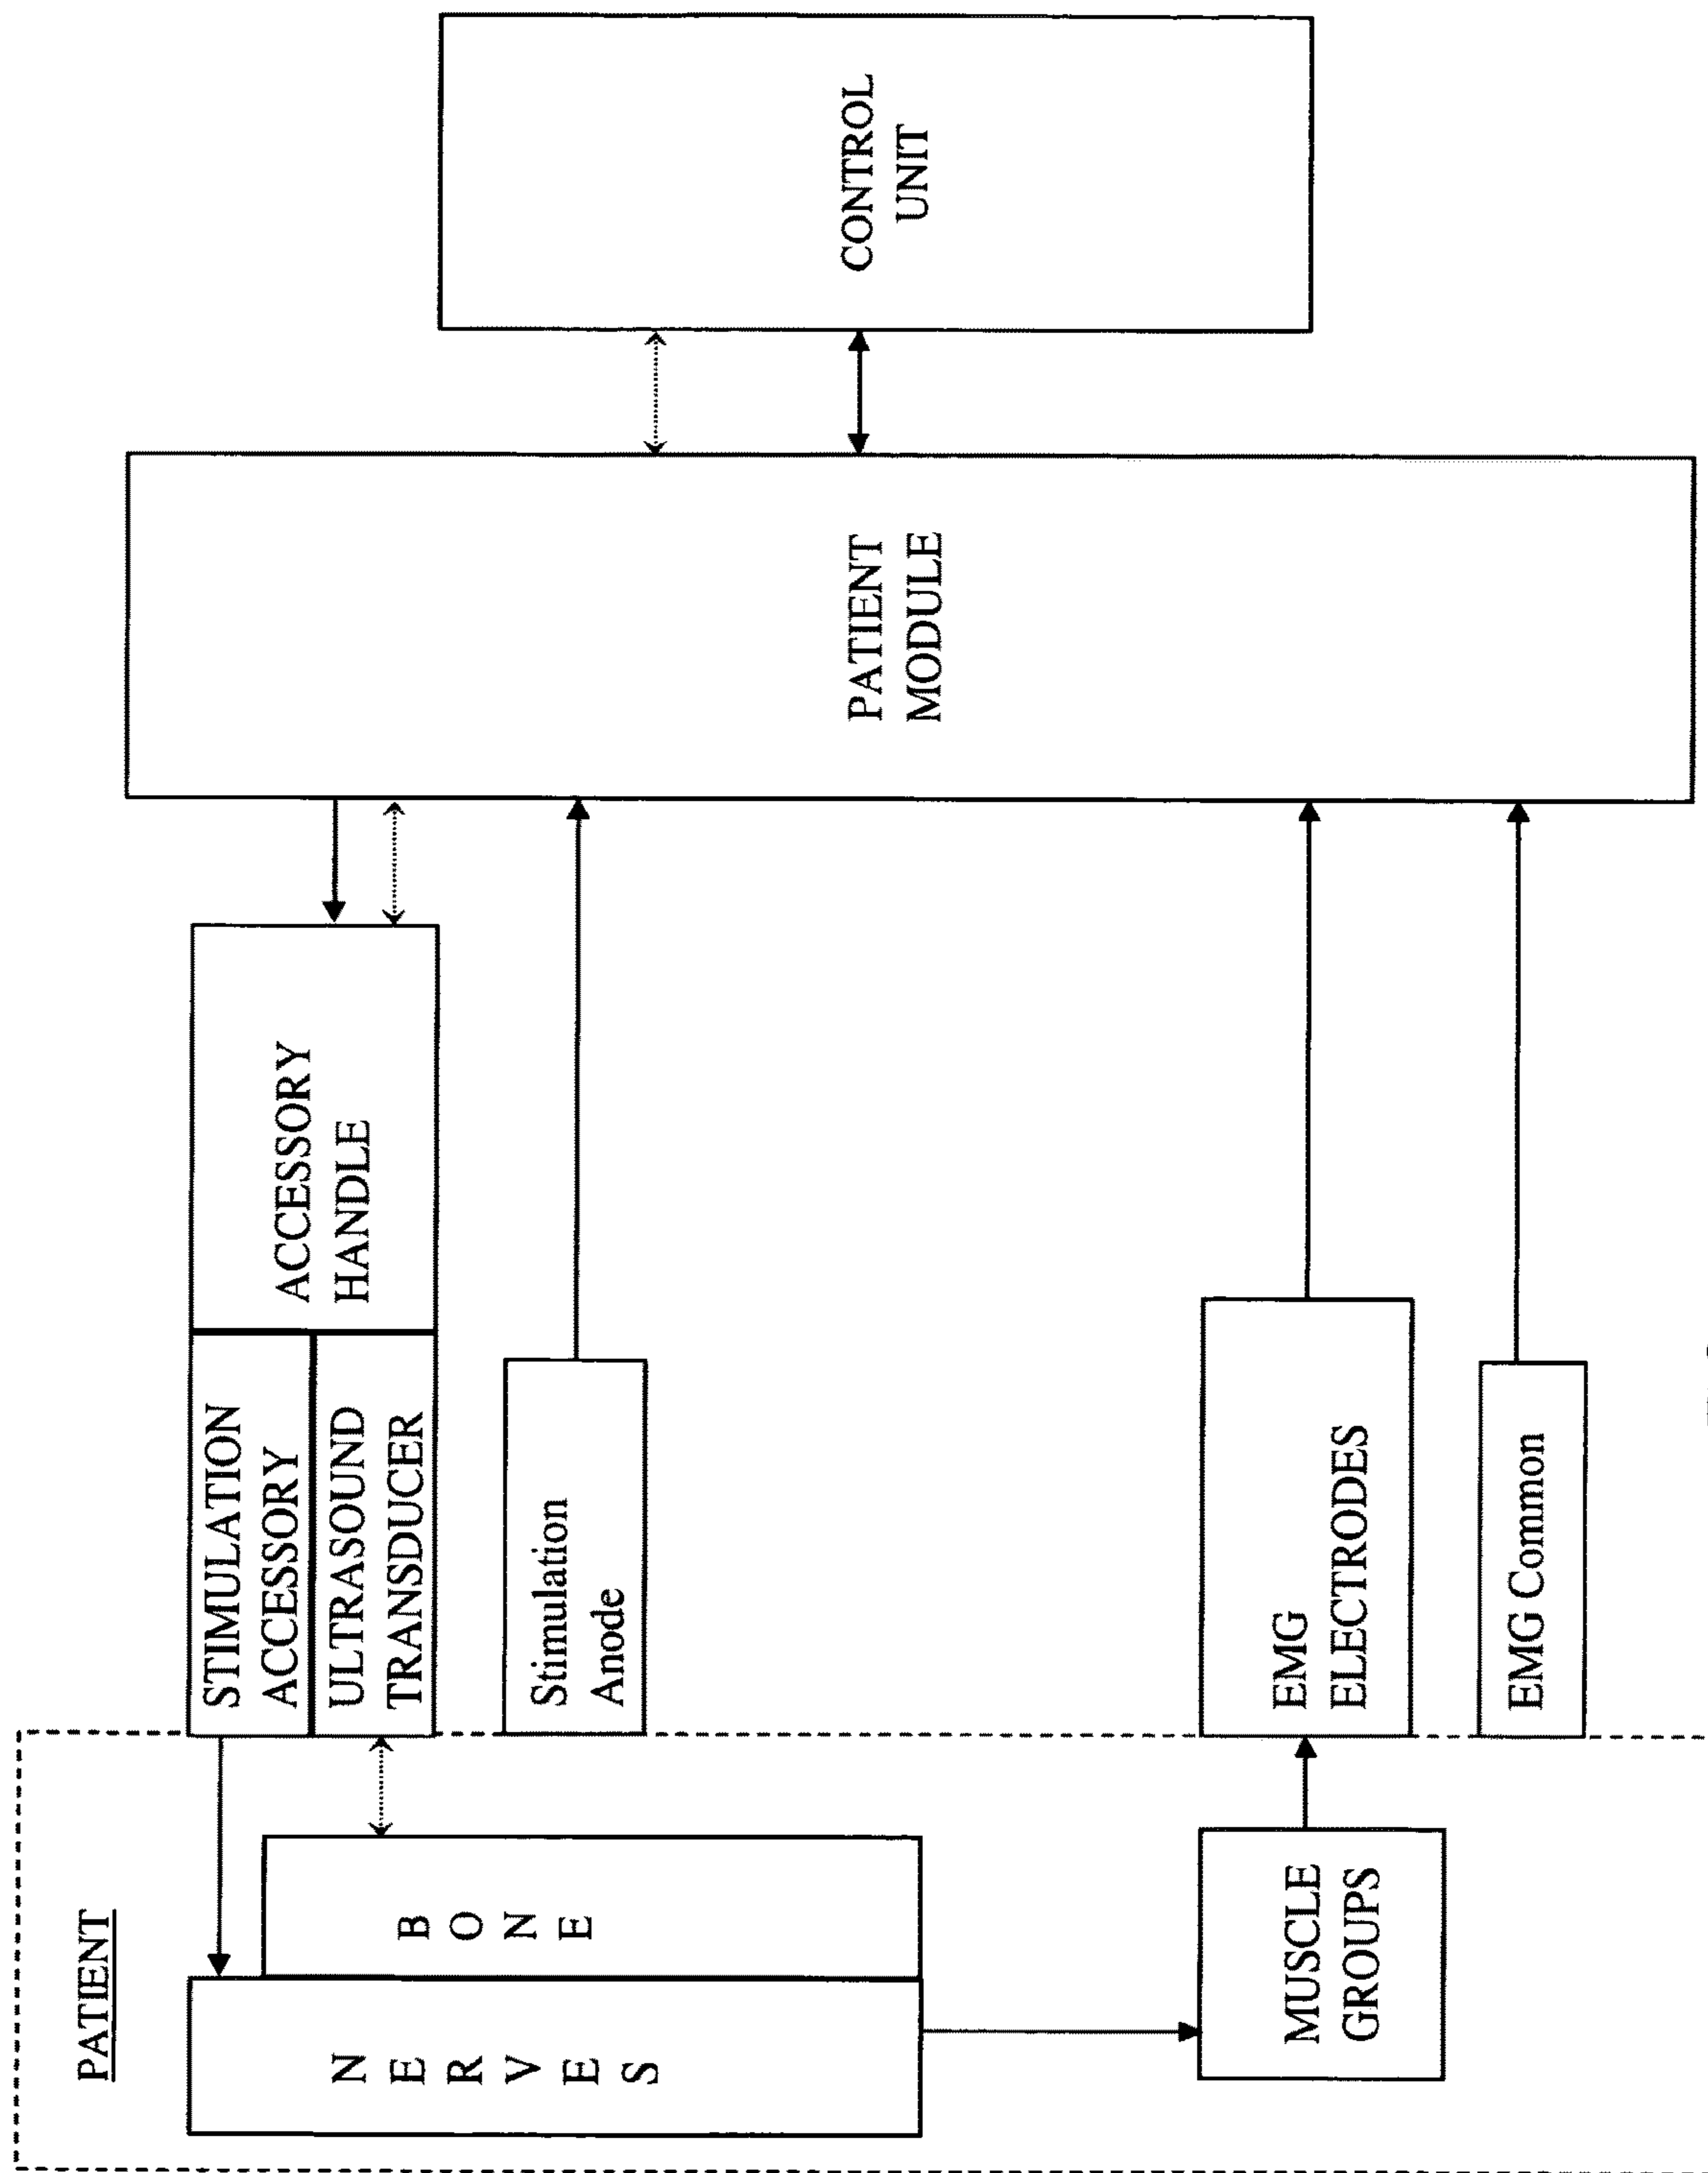 PATIENT
N
E
R
V
E
S
B
O
N
E
MUSCLE
GROUPS
STIMULATION
ACCESSORY
ULTRASOUND
TRANSDUCER
ACCESSORY
HANDLE
Stimulation
Anode
EMG
ELECTRODES
EMG Common
PATIENT
MODULE
CONTROL
UNIT